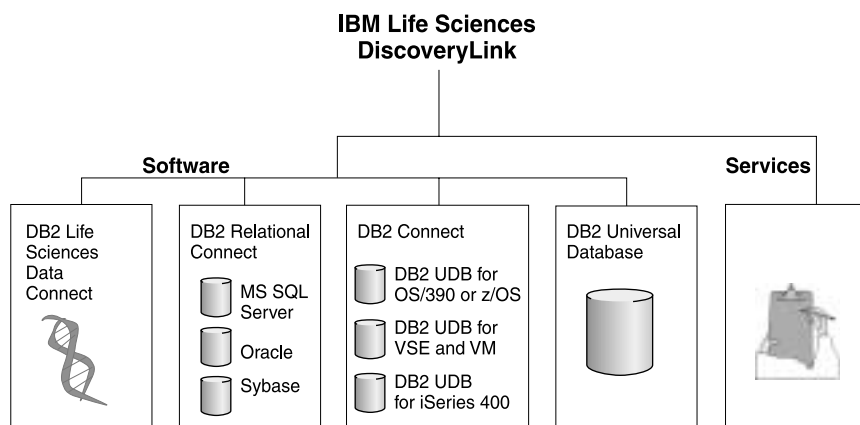 IBM Life Sciences
DiscoveryLink
Software
Services
DB2 Life
Sciences
Data
Connect
DB2 Relational
Connect
MS SQL
Server
Oracle
Sybase
DB2 Connect
DB2 UDB for
OS/390 or z/OS
DB2 UDB for
VSE and VM
DB2 UDB
for iSeries 400
DB2 Universal
Database